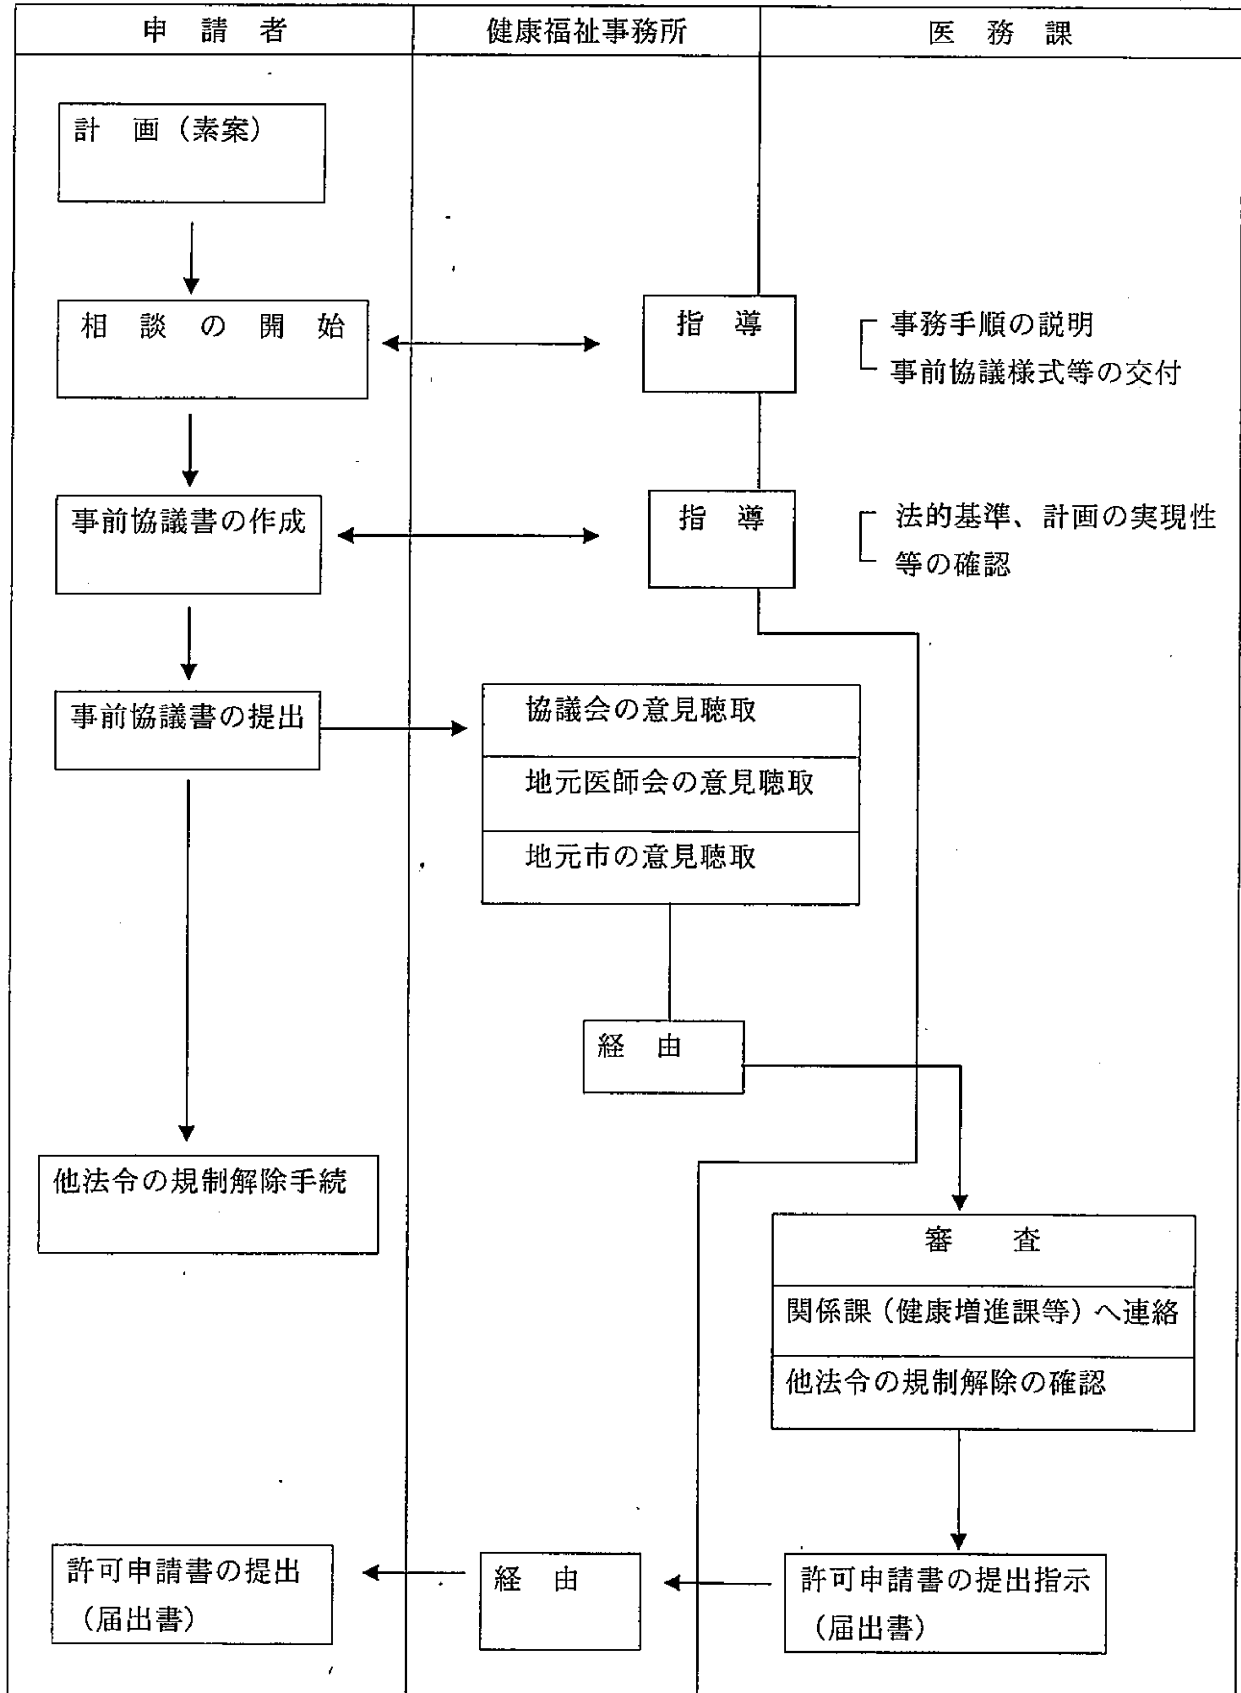 申 請 者
健康福祉事務所
医 務 課
計 画（素案）
相 談 の 開 始
指 導
事務手順の説明
事前協議様式等の交付
事前協議書の作成
指 導
法的基準、計画の実現性
等の確認
事前協議書の提出
協議会の意見聴取
地元医師会の意見聴取
地元市の意見聴取
経 由
他法令の規制解除手続
審 査
関係課（健康増進課等）へ連絡
他法令の規制解除の確認
許可申請書の提出
（届出書）
経 由
許可申請書の提出指示
（届出書）